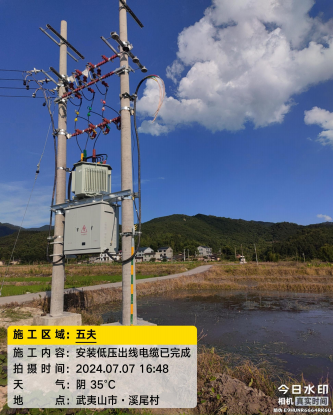 施 工 区 域： 五夫
施 工 内 容： 安装低压出线电缆已完成
拍 摄 时 间： 2024.07.07 16:48
天 气： 阴 35℃
地 点： 武夷山市·溪尾村
今日水印
相机 真实时间